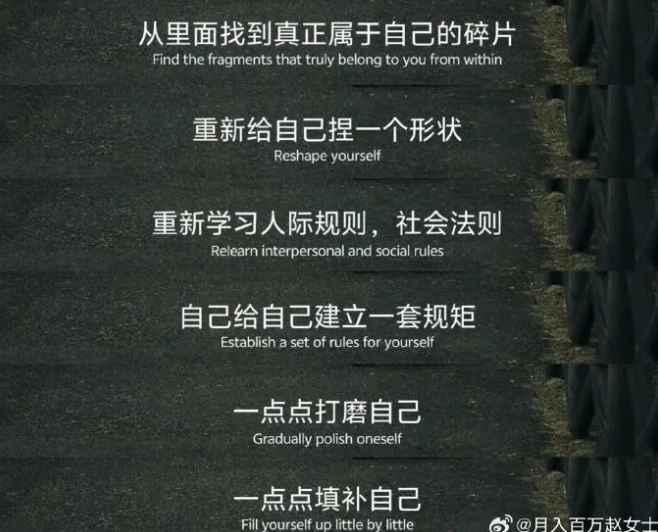 从里面找到真正属于自己的碎片
Find the fragments that truly belong to you from within
重新给自己捏一个形状
Reshape yourself
重新学习人际规则，社会法则
Relearn interpersonal and social rules
自己给自己建立一套规矩
Establish a set of rules for yourself
一点点打磨自己
Gradually polish oneself
一点点填补自己
Fill yourself up little by little
@月入百万赵女士